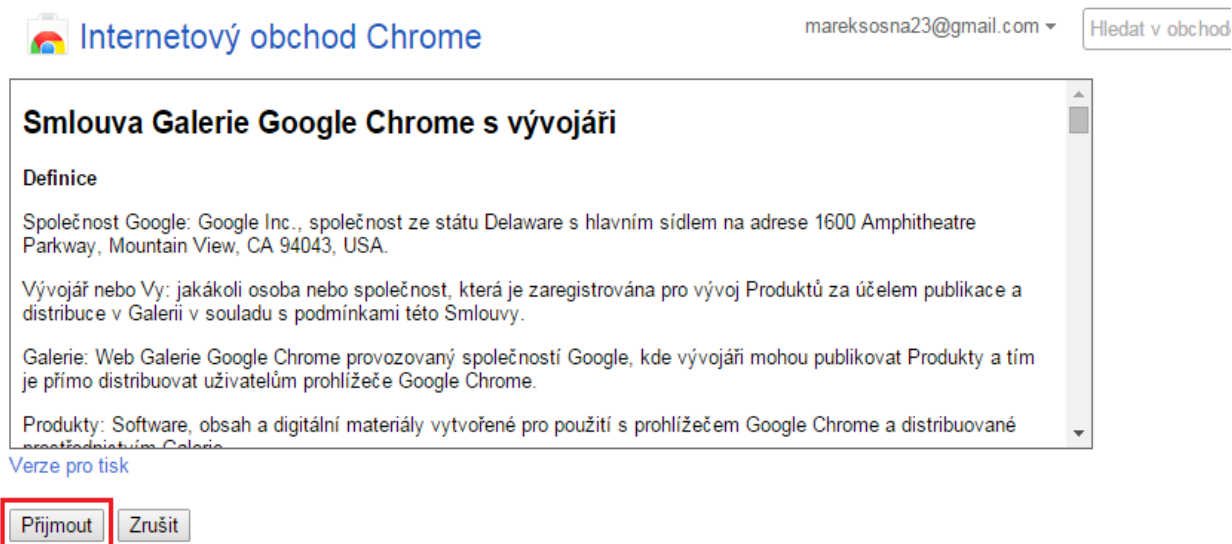 Internetový obchod Chrome
mareksosna23@gmail.com
Hledat v obchodě
Smlouva Galerie Google Chrome s vývojáři
Definice
Společnost Google: Google Inc., společnost ze státu Delaware s hlavním sídlem na adrese 1600 Amphitheatre
Parkway, Mountain View, CA 94043, USA.
Vývojář nebo Vy: jakákoli osoba nebo společnost, která je zaregistrována pro vývoj Produktů za účelem publikace a
distribuce v Galerii v souladu s podmínkami této Smlouvy.
Galerie: Web Galerie Google Chrome provozovaný společností Google, kde vývojáři mohou publikovat Produkty a tím
je přímo distribuovat uživatelům prohlížeče Google Chrome.
Produkty: Software, obsah a digitální materiály vytvořené pro použití s prohlížečem Google Chrome a distribuované
prostřednictvím Galerie.
Verze pro tisk
Přijmout
Zrušit